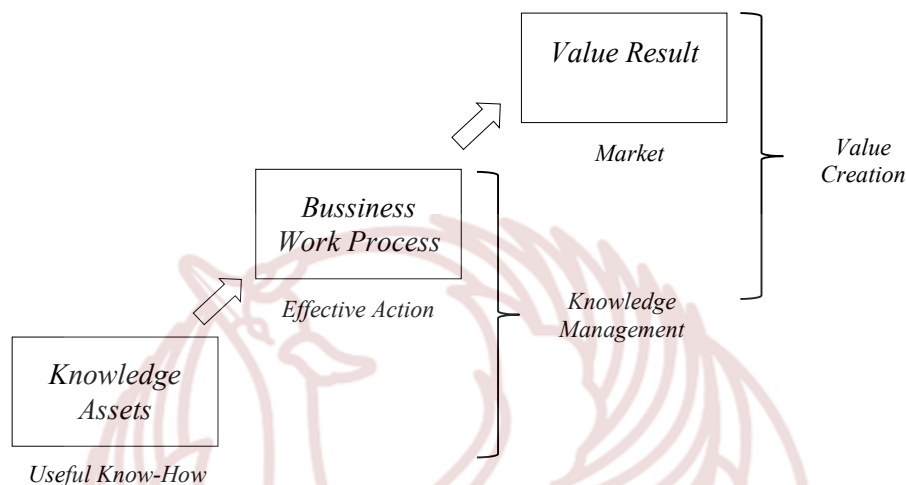 Value Result
Market
Value
Creation
Bussiness
Work Process
Effective Action
Knowledge
Management
Knowledge
Assets
Useful Know-How